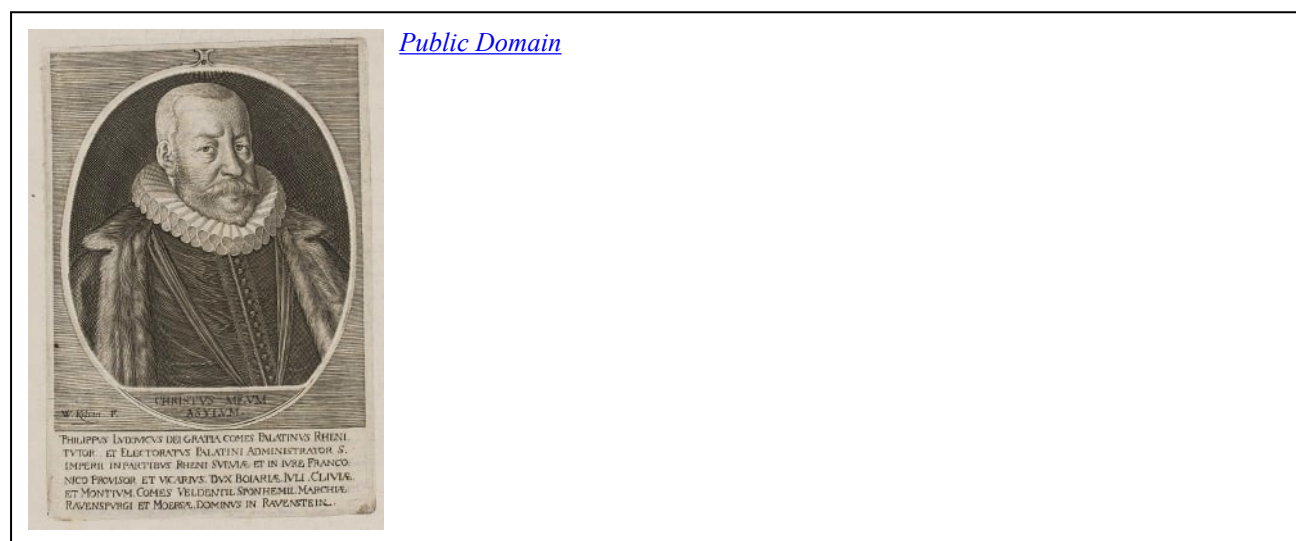 Public Domain
CHRISTVS MEVM
ASYLVM.
W. Kilian F.
PHILIPPVS LVDOVICVS DEI GRATIA COMES PALATINVS RHENI
TVTOR ET ELECTORATVS PALATINI ADMINISTRATOR S.
IMPERII IN PARTIBVS RHENI SVEVIÆ ET IN IVRE FRANCO
NICO PROVISOR ET VICARIVS. DVX BOIARIÆ IVLI. CLIVIÆ
ET MONTIVM. COMES VELDENTII. SPONHEMII. MARCHIÆ
RAVENSPVRGI ET MOERSÆ. DOMINVS IN RAVENSTEIN.